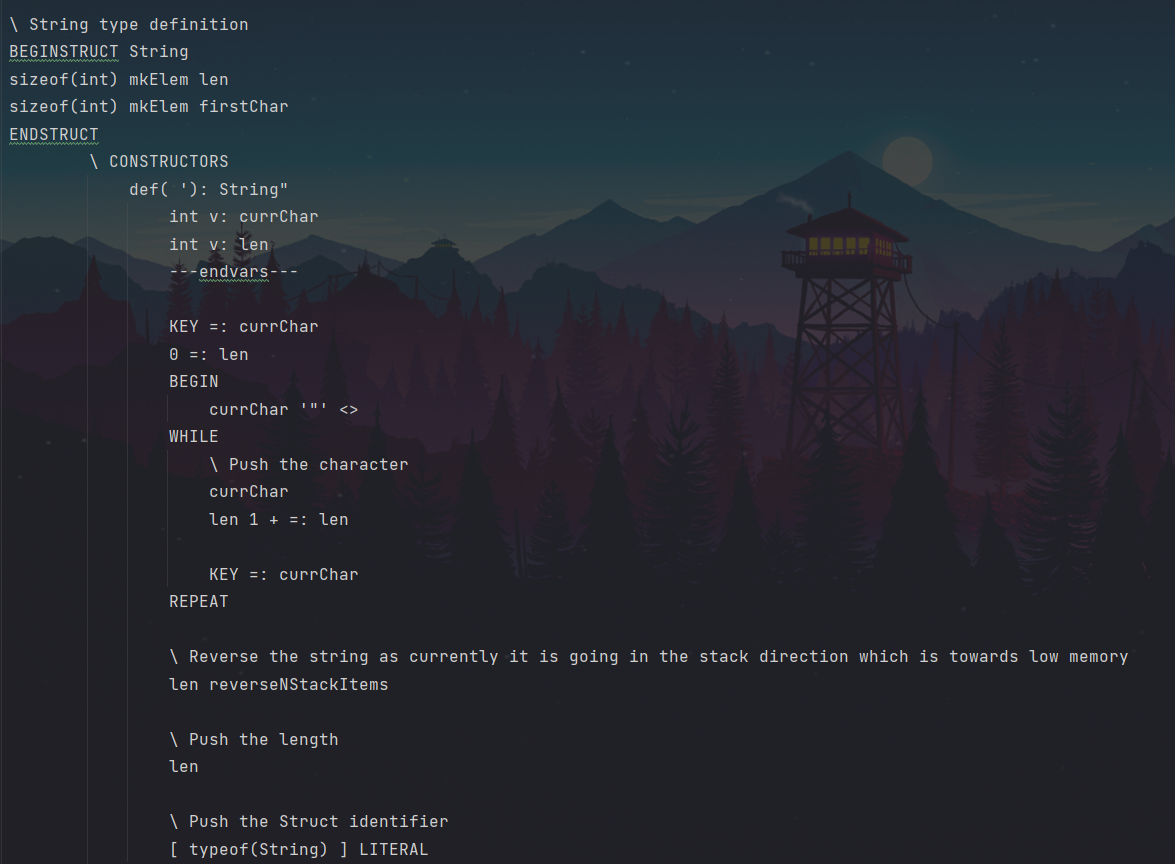 \ String type definition
BEGINSTRUCT String
sizeof(int) mkElem len
sizeof(int) mkElem firstChar
ENDSTRUCT
\ CONSTRUCTORS
def( '): String"
int v: currChar
int v: len
---endvars---
KEY =: currChar
0 =: len
BEGIN
currChar '"' <>
WHILE
\ Push the character
currChar
len 1 + =: len
KEY =: currChar
REPEAT
\ Reverse the string as currently it is going in the stack direction which is towards low memory
len reverseNStackItems
\ Push the length
len
\ Push the Struct identifier
[ typeof(String) ] LITERAL